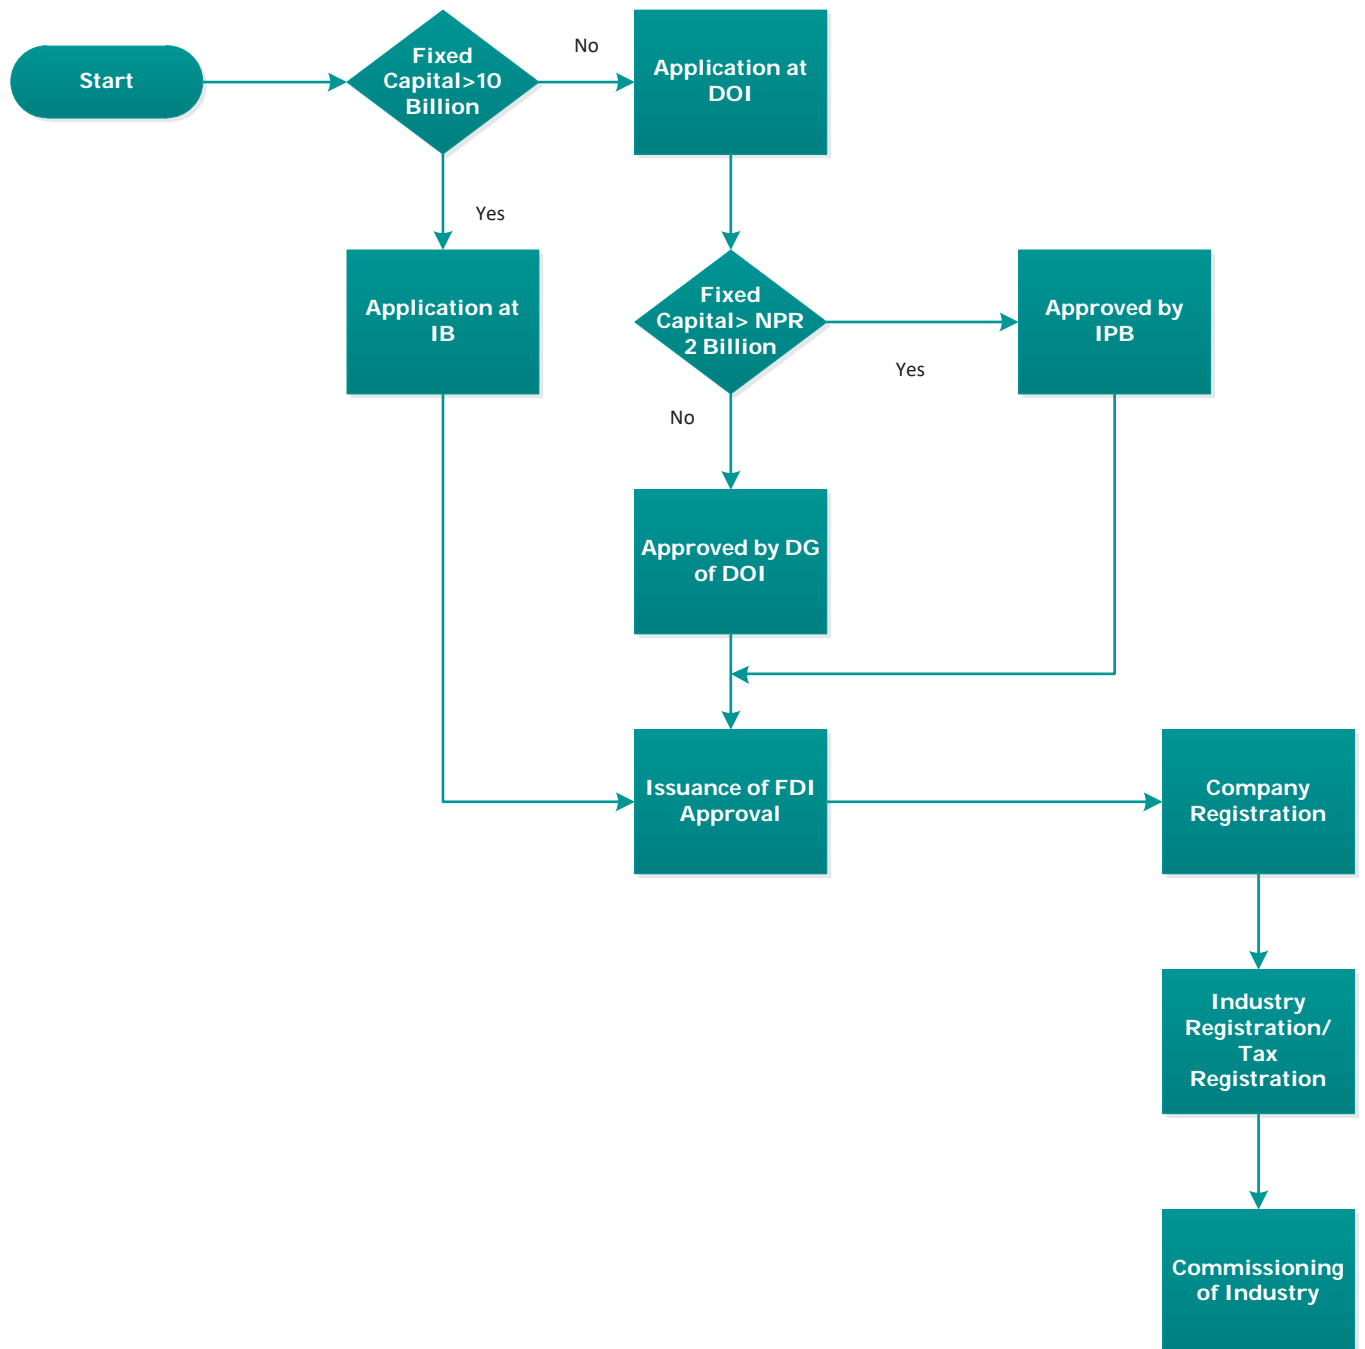 Start
Fixed
Capital>10
Billion
No
Application at
DOI
Yes
Application at
IB
Fixed
Capital> NPR
2 Billion
Yes
Approved by
IPB
No
Approved by DG
of DOI
Issuance of FDI
Approval
Company
Registration
Industry
Registration/
Tax
Registration
Commissioning
of Industry